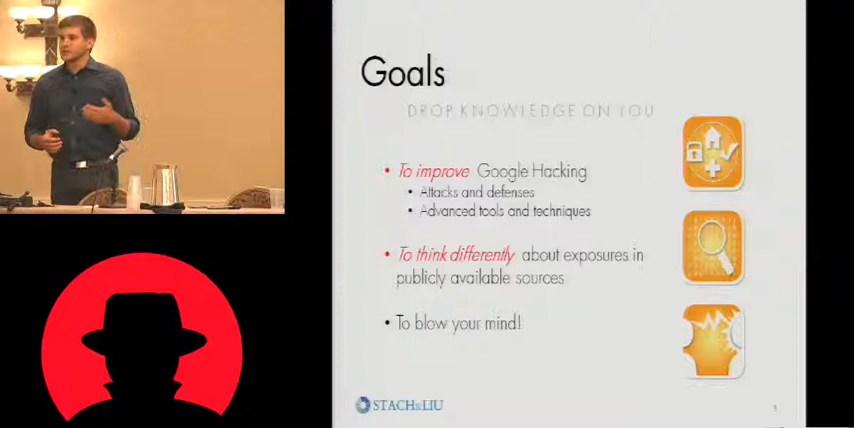 Goals
DROP KNOWLEDGE ON YOU
• To improve Google Hacking
• Attacks and defenses
• Advanced tools and techniques
• To think differently about exposures in
publicly available sources
• To blow your mind!
STACH&LIU
3